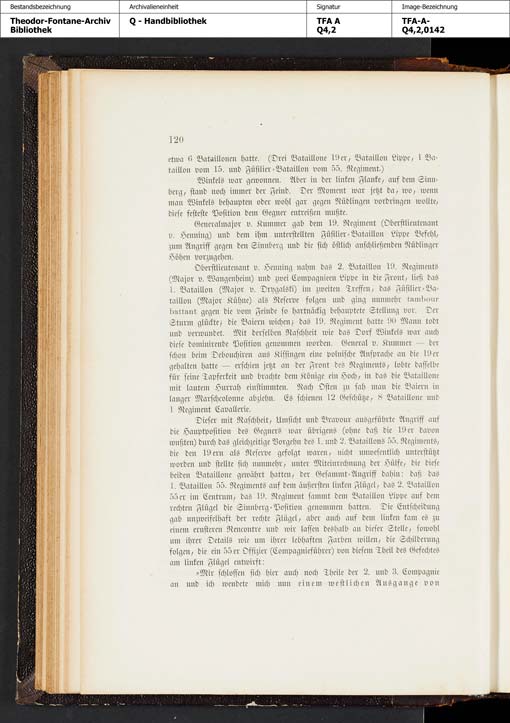 Bestandsbezeichnung
Archivalieneinheit
Signatur
Image-Bezeichnung
Theodor-Fontane-Archiv
Bibliothek
Q - Handbibliothek
TFA A
Q4,2
TFA-A-
Q4,2,0142
120
etwa 6 Bataillonen hatte. (Drei Bataillone 19er, Bataillon Lippe, 1 Ba-
taillon vom 15. und Füsilier-Bataillon vom 55. Regiment.)
Winkels war gewonnen. Aber in der linken Flanke, auf dem Sinn-
berg, stand noch immer der Feind. Der Moment war jetzt da, wo, wenn
man Winkels behaupten oder wohl gar gegen Nüdlingen vordringen wollte,
diese festeste Position dem Gegner entreißen mußte.
Generalmajor v. Kummer gab dem 19. Regiment (Oberstlieutenant
v. Henning) und dem ihm unterstellten Füsilier-Bataillon Lippe Befehl,
zum Angriff gegen den Sinnberg und die sich östlich anschließenden Nüdlinger
Höhen vorzugehen.
Oberstlieutenant v. Henning nahm das 2. Bataillon 19. Regiments
(Major v. Wangenheim) und zwei Compagnieen Lippe in die Front, ließ das
1. Bataillon (Major v. Drygalski) im zweiten Treffen, das Füsilier-Ba-
taillon (Major Kühne) als Reserve folgen und ging nunmehr tambour
battant gegen die vom Feinde so hartnäckig behauptete Stellung vor. Der
Sturm glückte; die Baiern wichen; das 19. Regiment hatte 90 Mann todt
und verwundet. Mit derselben Raschheit wie das Dorf Winkels war auch
diese dominirende Position genommen worden. General v. Kummer — der
schon beim Debouchiren aus Kissingen eine polnische Ansprache an die 19er
gehalten hatte — erschien jetzt an der Front des Regiments, lobte dasselbe
für seine Tapferkeit und brachte dem Könige ein Hoch, in das die Bataillone
mit lautem Hurrah einstimmten. Nach Osten zu sah man die Baiern in
langer Marschcolonne abziehn. Es schienen 12 Geschütze, 8 Bataillone und
1 Regiment Cavallerie.
Dieser mit Raschheit, Umsicht und Bravour ausgeführte Angriff auf
die Hauptposition des Gegners war übrigens (ohne daß die 19er davon
wußten) durch das gleichzeitige Vorgehn des 1. und 2. Bataillons 55. Regiments,
die den 19ern als Reserve gefolgt waren, nicht unwesentlich unterstützt
worden und stellte sich nunmehr, unter Miteinrechnung der Hülfe, die diese
beiden Bataillone gewährt hatten, der Gesammt-Angriff dahin: daß das
1. Bataillon 55. Regiments auf dem äußersten linken Flügel, das 2. Bataillon
55er im Centrum, das 19. Regiment sammt dem Bataillon Lippe auf dem
rechten Flügel die Sinnberg-Position genommen hatten. Die Entscheidung
gab unzweifelhaft der rechte Flügel, aber auch auf dem linken kam es zu
einem ernsteren Rencontre und wir lassen deshalb an dieser Stelle, sowohl
um ihrer Details wie um ihrer lebhaften Farben willen, die Schilderung
folgen, die ein 55er Offizier (Compagnieführer) von diesem Theil des Gefechtes
am linken Flügel entwirft:
»Mir schlossen sich hier auch noch Theile der 2. und 3. Compagnie
an und ich wendete mich nun einem westlichen Ausgange von